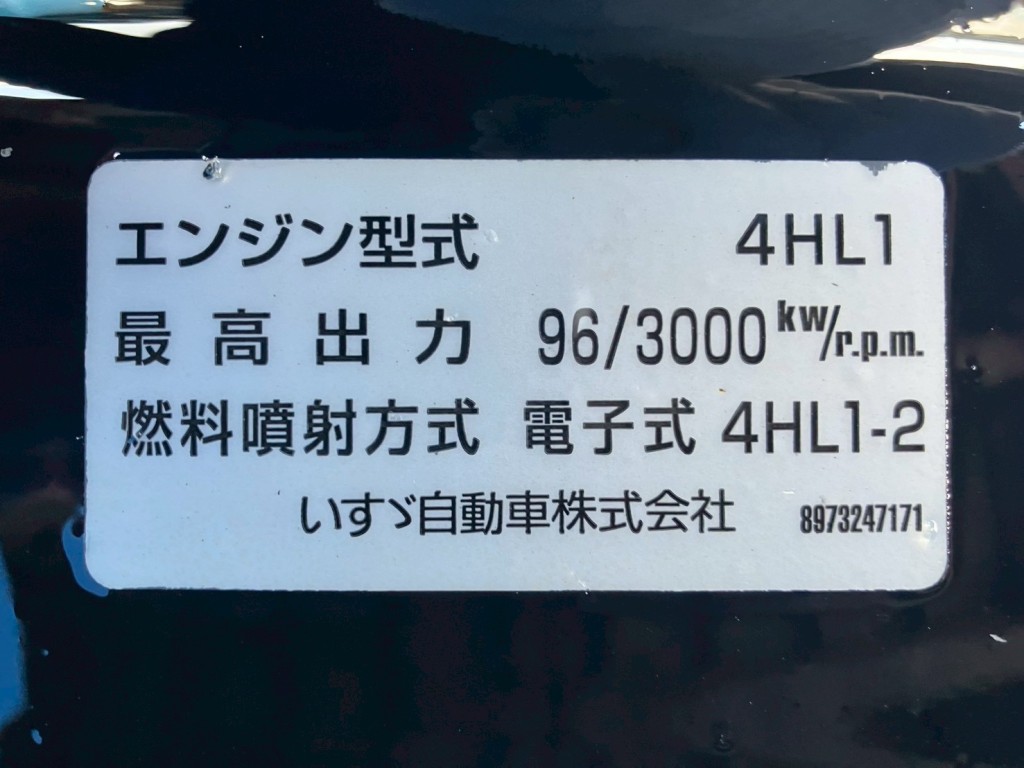 エンジン型式 4HL1
最高出力 96/3000 kw/r.p.m.
燃料噴射方式 電子式 4HL1-2
いすゞ自動車株式会社 8973247171